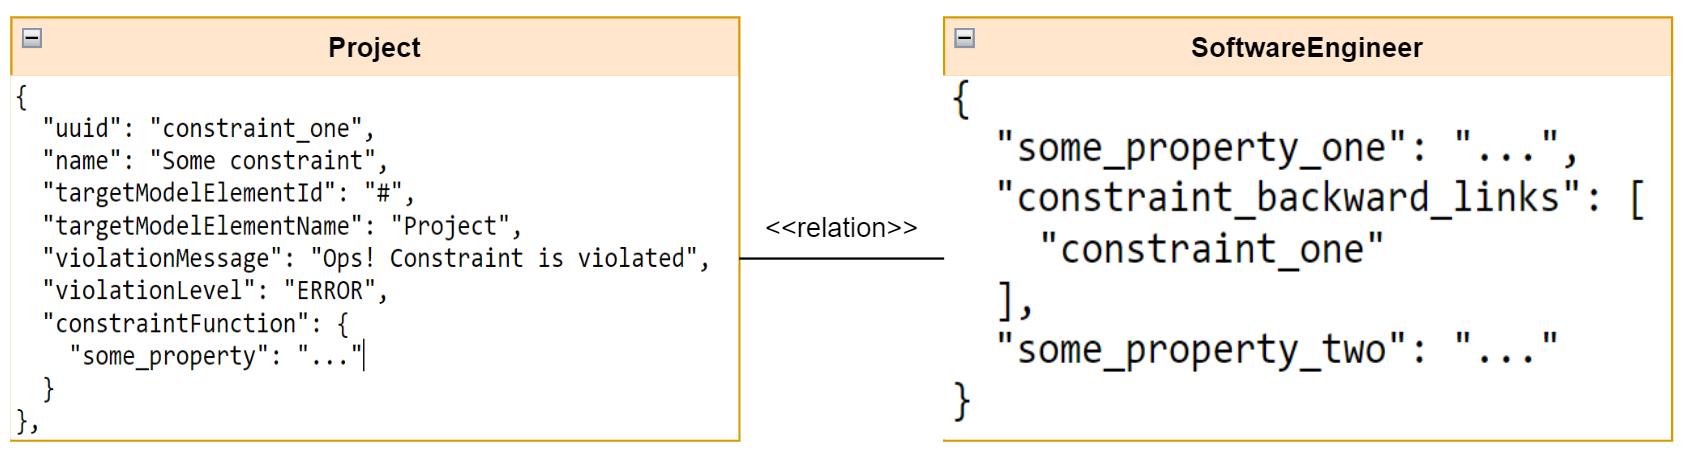 Project
{
  "uuid": "constraint_one",
  "name": "Some constraint",
  "targetModelElementId": "#",
  "targetModelElementName": "Project",
  "violationMessage": "Ops! Constraint is violated",
  "violationLevel": "ERROR",
  "constraintFunction": {
    "some_property": "..."
  }
},
<<relation>>
SoftwareEngineer
{
  "some_property_one": "...",
  "constraint_backward_links": [
    "constraint_one"
  ],
  "some_property_two": "..."
}